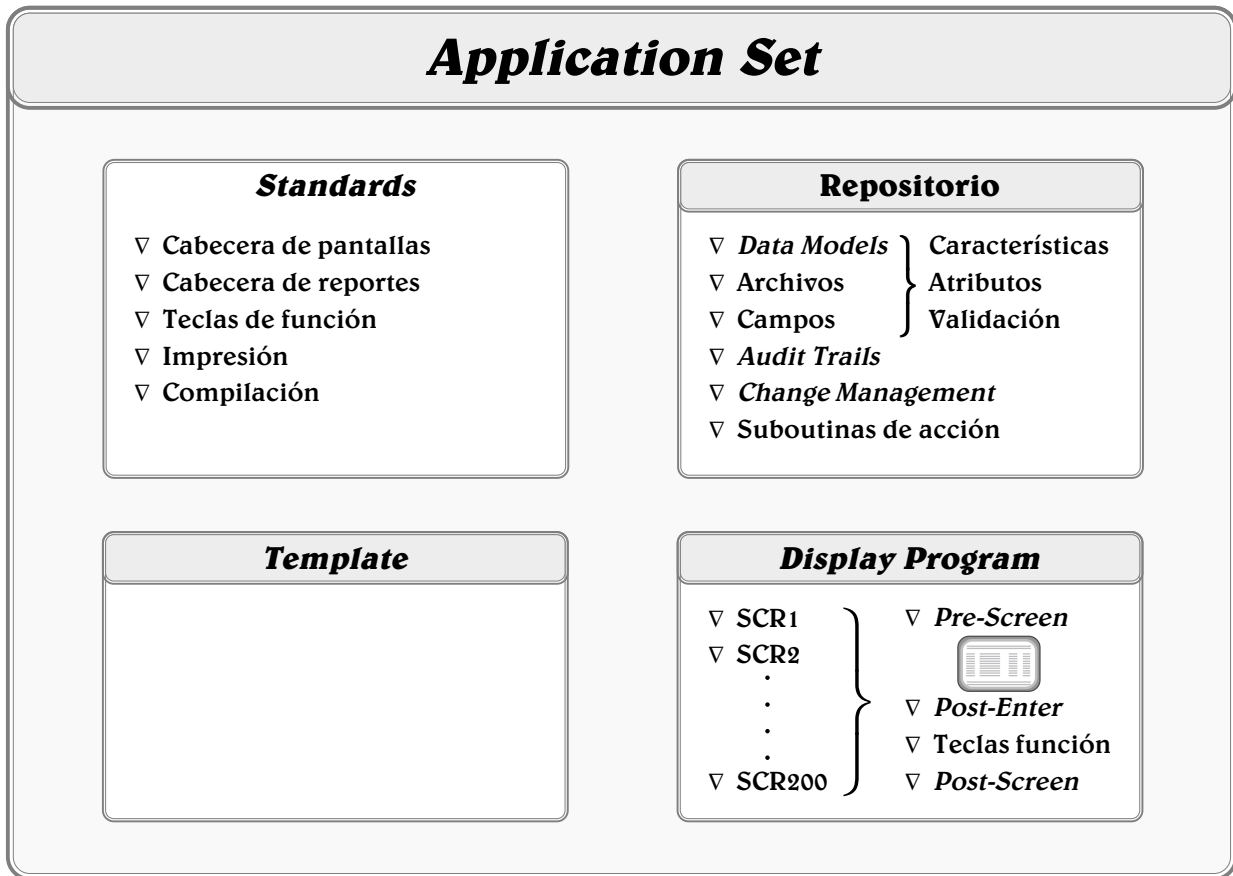 Application Set
Standards
∇ Cabecera de pantallas
∇ Cabecera de reportes
∇ Teclas de función
∇ Impresión
∇ Compilación
Repositorio
∇ Data Models
∇ Archivos
∇ Campos
Características
Atributos
Validación
∇ Audit Trails
∇ Change Management
∇ Suboutinas de acción
Template
Display Program
∇ SCR1
∇ SCR2
.
.
.
.
∇ SCR200
∇ Pre-Screen
∇ Post-Enter
∇ Teclas función
∇ Post-Screen